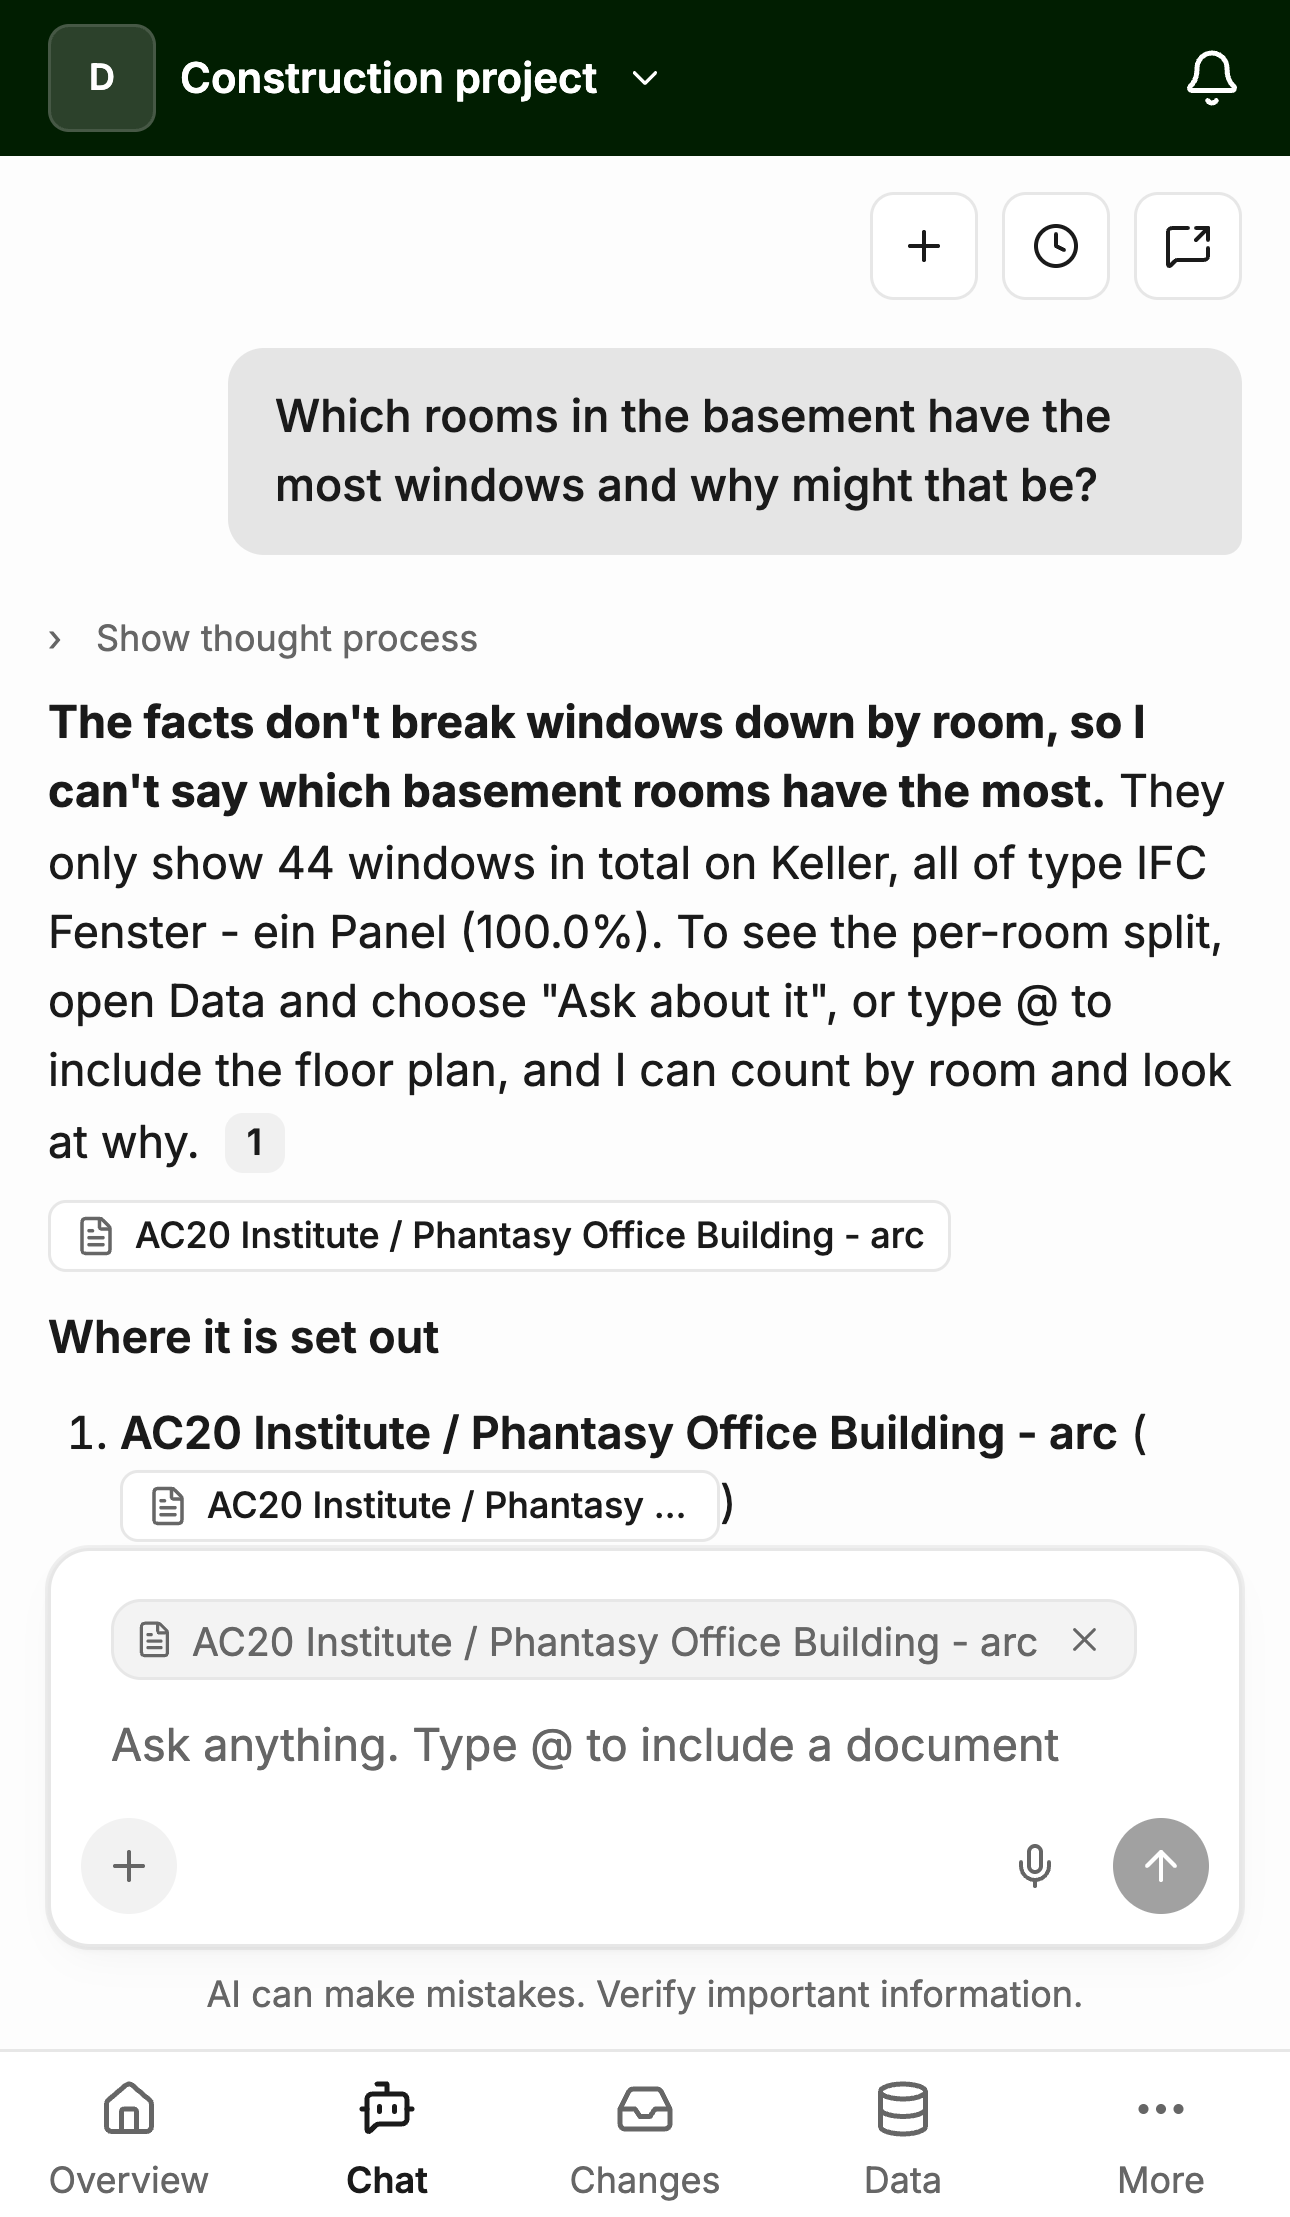 D
Construction project
Which rooms in the basement have the
most windows and why might that be?
› Show thought process
The facts don't break windows down by room, so I
can't say which basement rooms have the most. They
only show 44 windows in total on Keller, all of type IFC
Fenster - ein Panel (100.0%). To see the per-room split,
open Data and choose "Ask about it", or type @ to
include the floor plan, and I can count by room and look
at why. 1
AC20 Institute / Phantasy Office Building - arc
Where it is set out
1. AC20 Institute / Phantasy Office Building - arc (
AC20 Institute / Phantasy ... )
AC20 Institute / Phantasy Office Building - arc
Ask anything. Type @ to include a document
AI can make mistakes. Verify important information.
Overview
Chat
Changes
Data
More